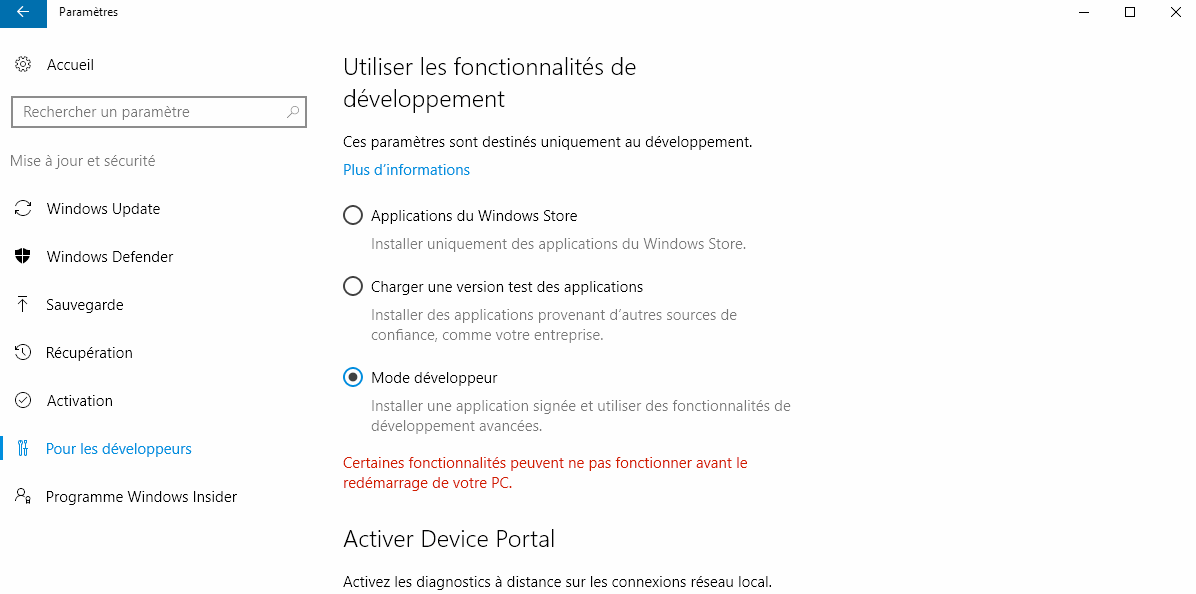 Paramètres
Accueil
Rechercher un paramètre
Mise à jour et sécurité
Windows Update
Windows Defender
Sauvegarde
Récupération
Activation
Pour les développeurs
Programme Windows Insider
Utiliser les fonctionnalités de
développement
Ces paramètres sont destinés uniquement au développement.
Plus d’informations
Applications du Windows Store
Installer uniquement des applications du Windows Store.
Charger une version test des applications
Installer des applications provenant d’autres sources de
confiance, comme votre entreprise.
Mode développeur
Installer une application signée et utiliser des fonctionnalités de
développement avancées.
Certaines fonctionnalités peuvent ne pas fonctionner avant le
redémarrage de votre PC.
Activer Device Portal
Activez les diagnostics à distance sur les connexions réseau local.